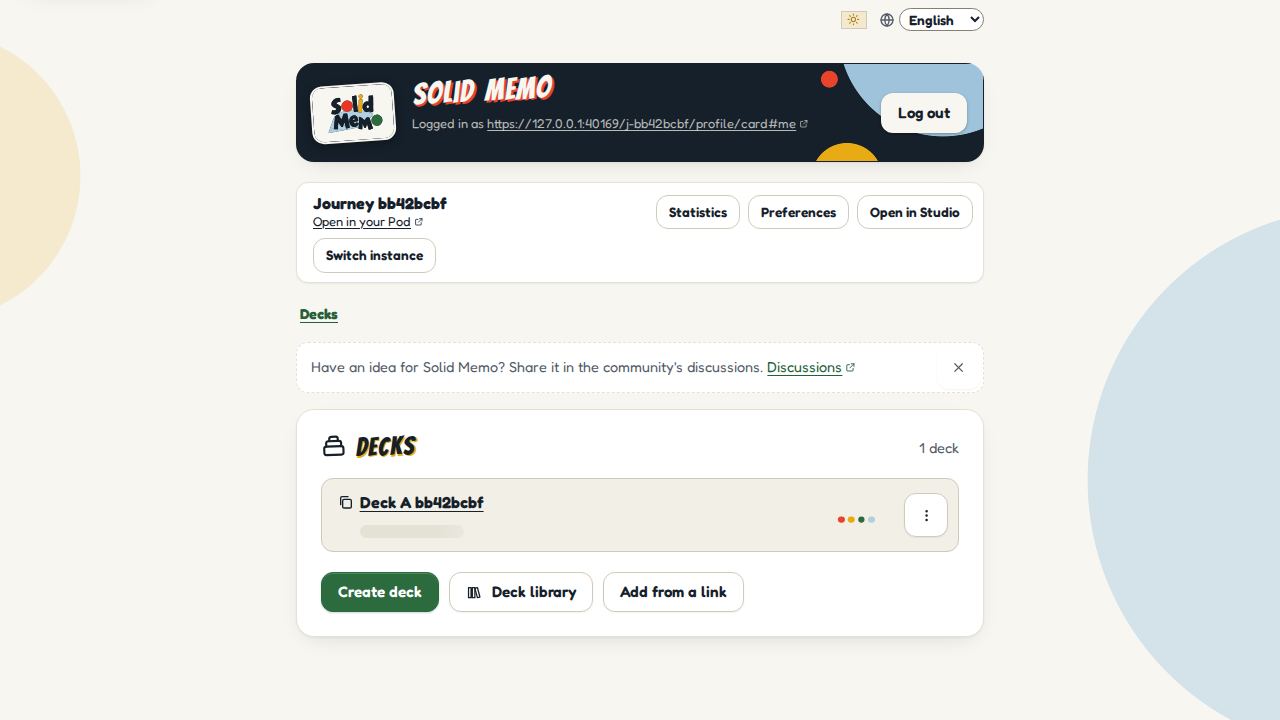 English
Solid Memo
SOLID MEMO
Logged in as https://127.0.0.1:40169/j-bb42bcbf/profile/card#me
Log out
Journey bb42bcbf
Open in your Pod
Statistics
Preferences
Open in Studio
Switch instance
Decks
Have an idea for Solid Memo? Share it in the community's discussions. Discussions
DECKS
1 deck
Deck A bb42bcbf
Create deck
Deck library
Add from a link